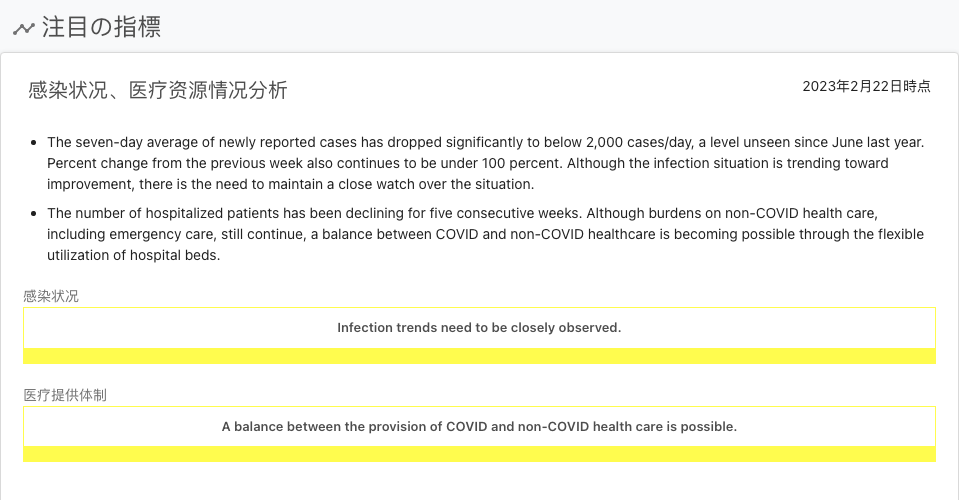 注目の指標
感染状况、医疗资源情况分析
2023年2月22日時点
The seven-day average of newly reported cases has dropped significantly to below 2,000 cases/day, a level unseen since June last year.
Percent change from the previous week also continues to be under 100 percent. Although the infection situation is trending toward
improvement, there is the need to maintain a close watch over the situation.
The number of hospitalized patients has been declining for five consecutive weeks. Although burdens on non-COVID health care,
including emergency care, still continue, a balance between COVID and non-COVID healthcare is becoming possible through the flexible
utilization of hospital beds.
感染状况
Infection trends need to be closely observed.
医疗提供体制
A balance between the provision of COVID and non-COVID health care is possible.